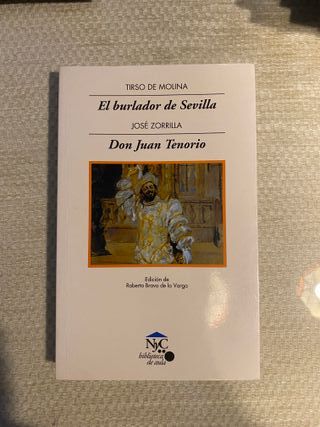 TIRSO DE MOLINA
El burlador de Sevilla
JOSÉ ZORRILLA
Don Juan Tenorio
Edición de
Roberto Bravo de la Varga
NyC
biblioteca
de aula